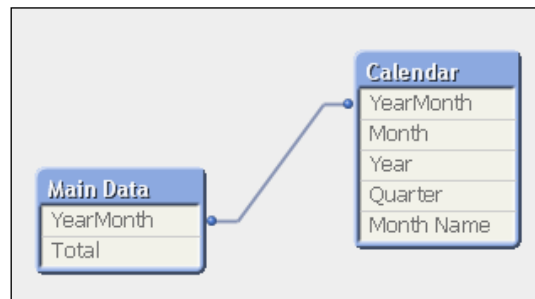 Calendar
YearMonth
Month
Year
Quarter
Month Name
Main Data
YearMonth
Total